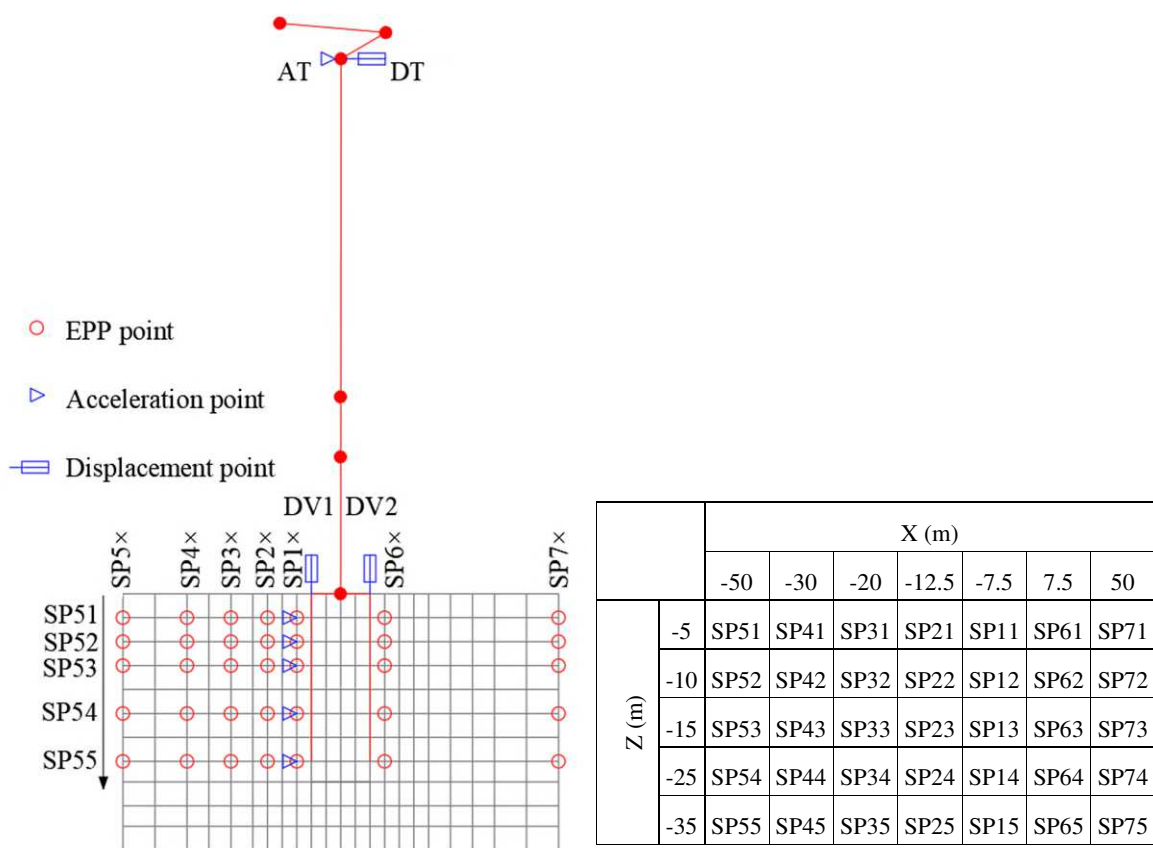 AT DT
EPP point
Acceleration point
Displacement point
DV1 DV2
SP5× SP4× SP3× SP2× SP1× SP6× SP7×
SP51
SP52
SP53
SP54
SP55
X (m)
-50 -30 -20 -12.5 -7.5 7.5 50
Z (m)
-5 SP51 SP41 SP31 SP21 SP11 SP61 SP71
-10 SP52 SP42 SP32 SP22 SP12 SP62 SP72
-15 SP53 SP43 SP33 SP23 SP13 SP63 SP73
-25 SP54 SP44 SP34 SP24 SP14 SP64 SP74
-35 SP55 SP45 SP35 SP25 SP15 SP65 SP75